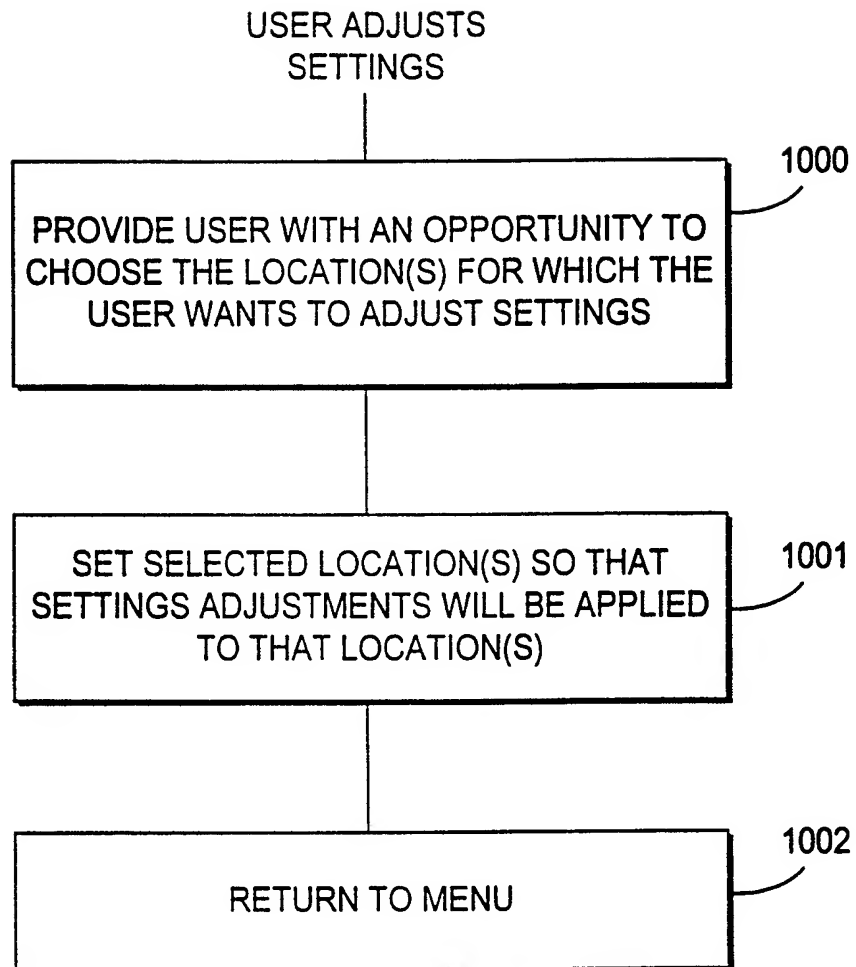 USER ADJUSTS
SETTINGS
1000
PROVIDE USER WITH AN OPPORTUNITY TO
CHOOSE THE LOCATION(S) FOR WHICH THE
USER WANTS TO ADJUST SETTINGS
1001
SET SELECTED LOCATION(S) SO THAT
SETTINGS ADJUSTMENTS WILL BE APPLIED
TO THAT LOCATION(S)
1002
RETURN TO MENU